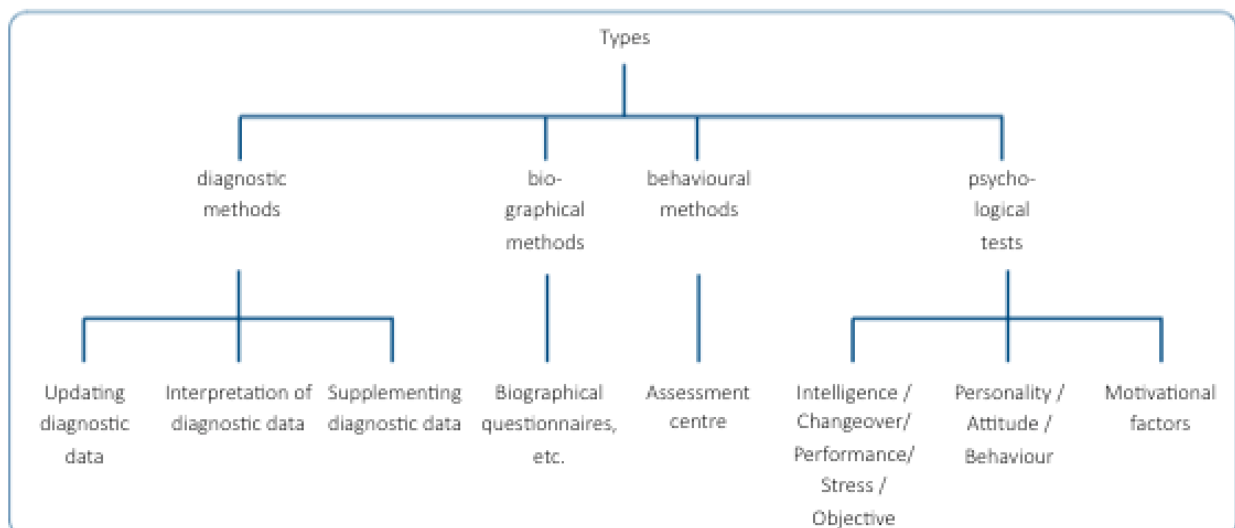 Types
diagnostic
methods
bio-
graphical
methods
behavioural
methods
psycho-
logical
tests
Updating
diagnostic
data
Interpretation of
diagnostic data
Supplementing
diagnostic data
Biographical
questionnaires,
etc.
Assessment
centre
Intelligence /
Changeover/
Performance/
Stress /
Objective
Personality /
Attitude /
Behaviour
Motivational
factors